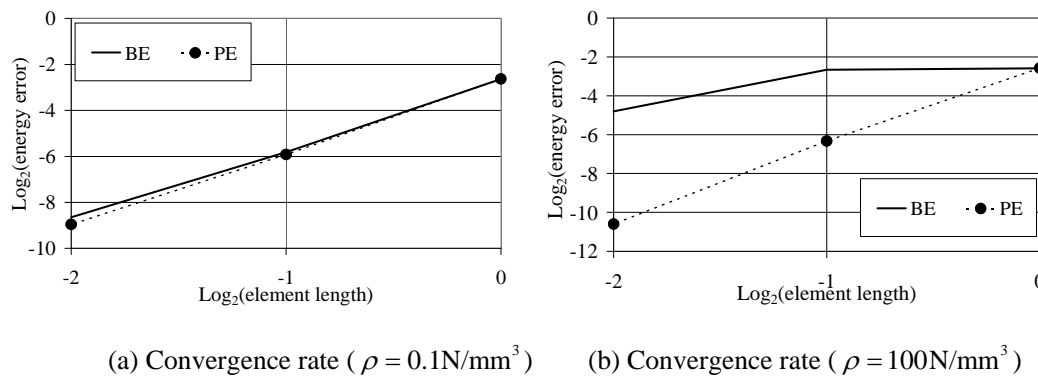 0
-2
-4
-6
-8
-10
Log2(energy error)
BE
PE
-2
-1
0
Log2(element length)
0
-2
-4
-6
-8
-10
-12
Log2(energy error)
BE
PE
-2
-1
0
Log2(element length)
(a) Convergence rate ( ρ = 0.1N/mm³ )
(b) Convergence rate ( ρ = 100N/mm³ )